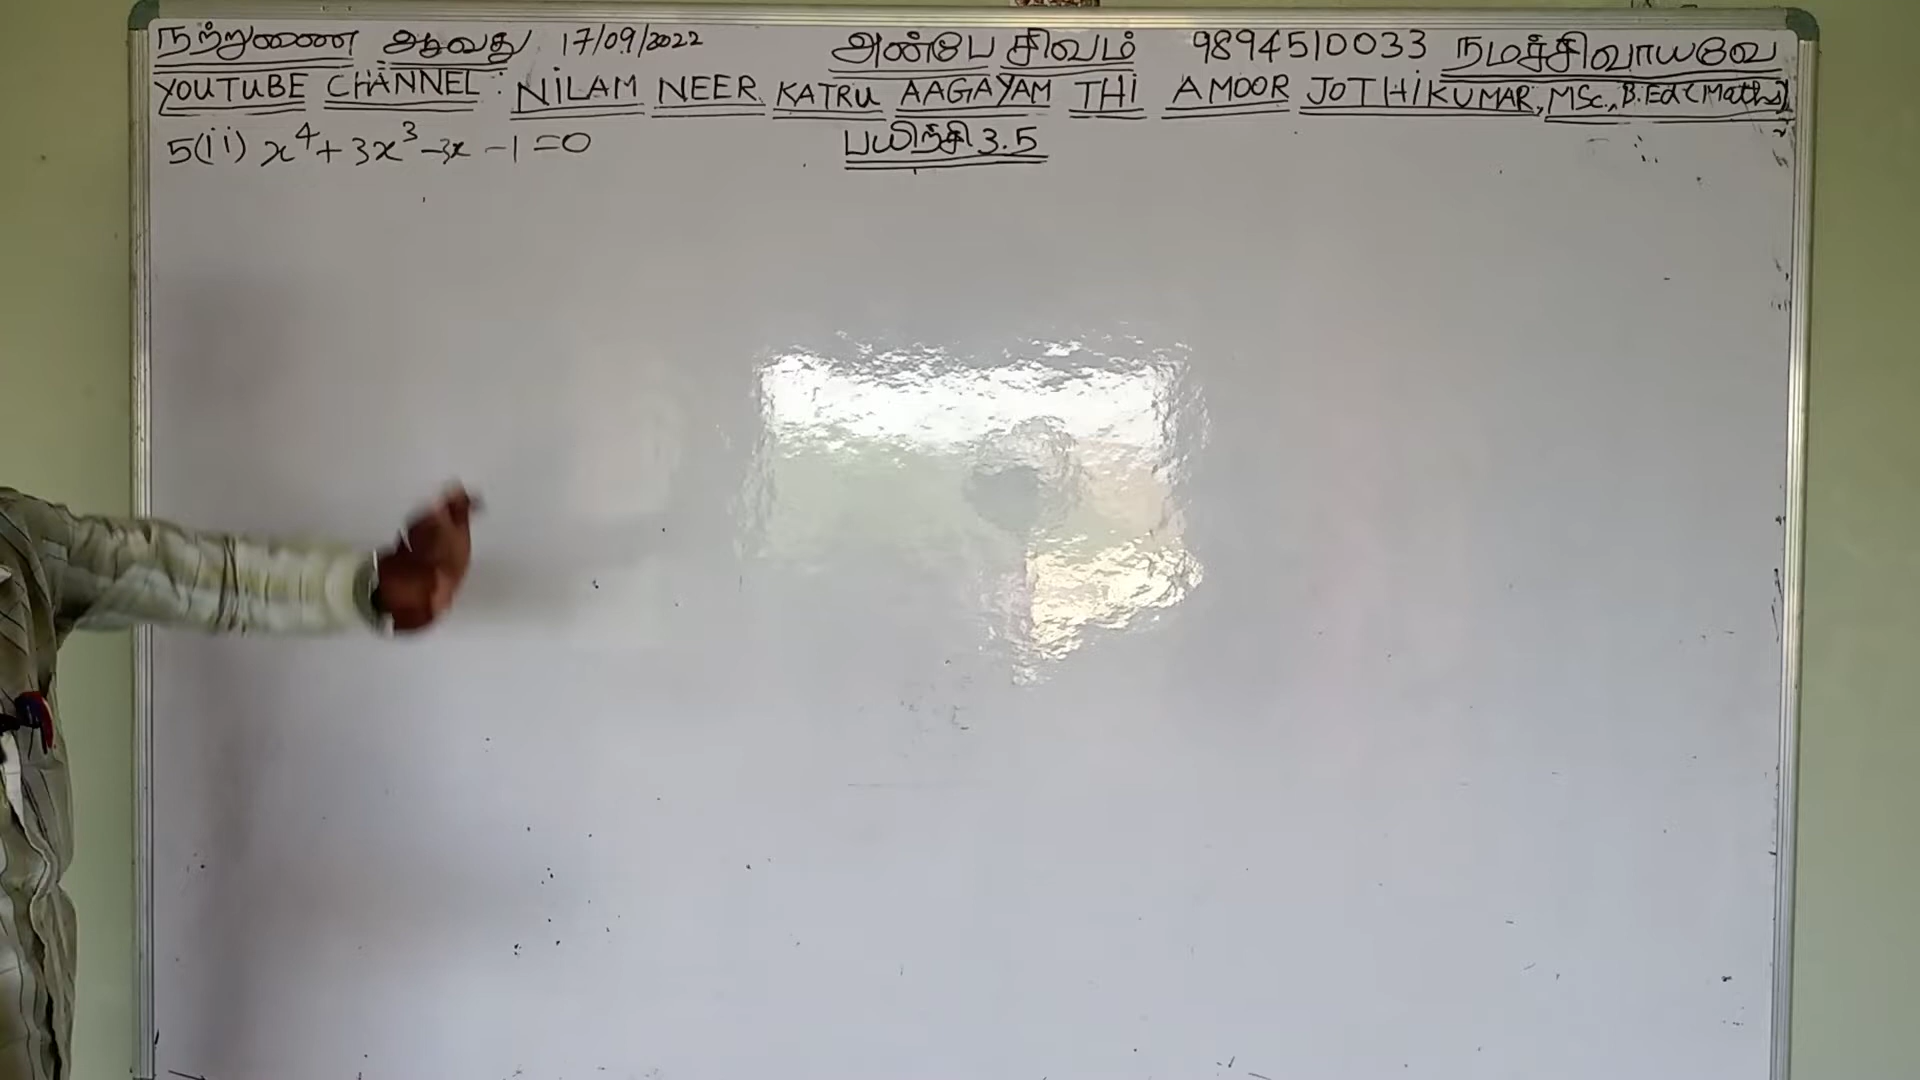 நற்றுணை ஆவது 17/09/2022 அன்பே சிவம் 9894510033 நமச்சிவாயவே
YOUTUBE CHANNEL : NILAM NEER KATRU AAGAYAM THI AMOOR JOTHIKUMAR, MSc., B.Ed (Maths)
5(ii) x⁴ + 3x³ - 3x - 1 = 0 பயிற்சி 3.5